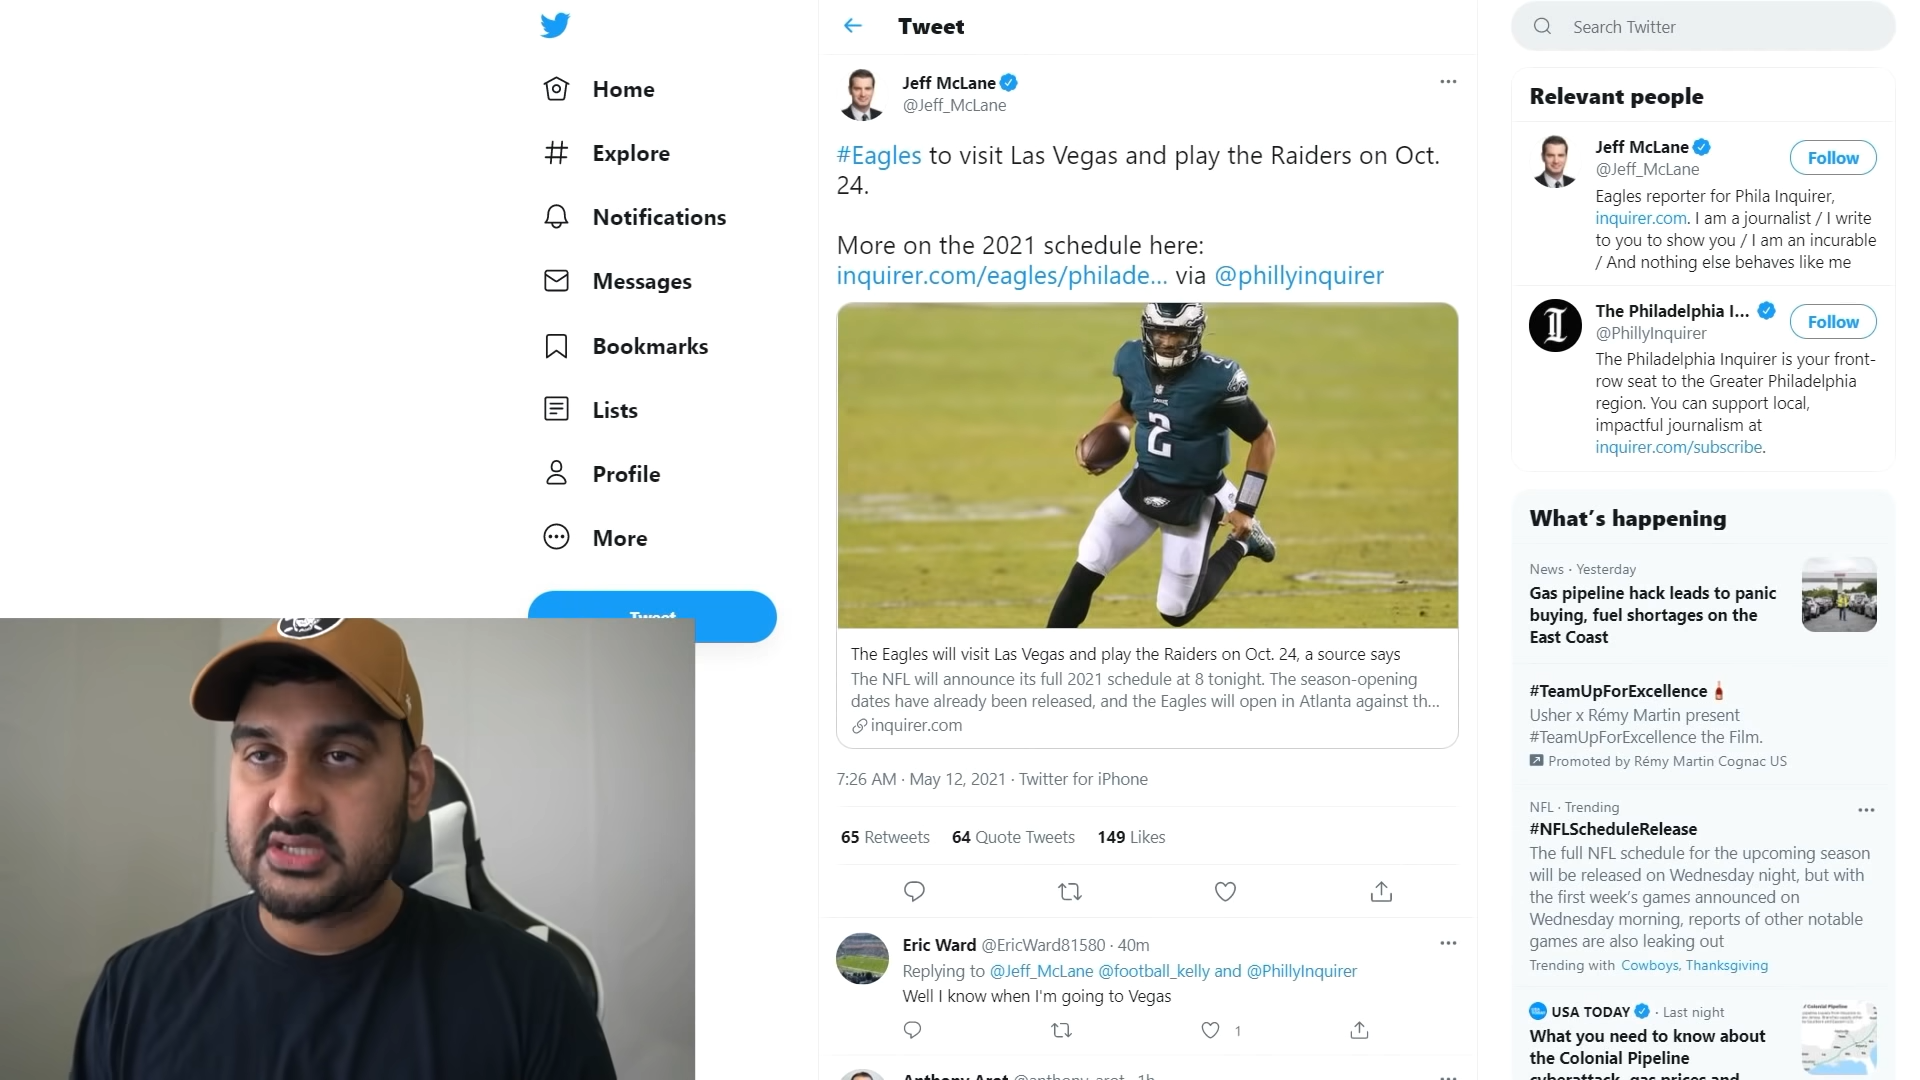 Home
Explore
Notifications
Messages
Bookmarks
Lists
Profile
More
Tweet
Tweet
Jeff McLane
@Jeff_McLane
#Eagles to visit Las Vegas and play the Raiders on Oct.
24.
More on the 2021 schedule here:
inquirer.com/eagles/philade... via @phillyinquirer
2
The Eagles will visit Las Vegas and play the Raiders on Oct. 24, a source says
The NFL will announce its full 2021 schedule at 8 tonight. The season-opening
dates have already been released, and the Eagles will open in Atlanta against th...
inquirer.com
7:26 AM · May 12, 2021 · Twitter for iPhone
65 Retweets 64 Quote Tweets 149 Likes
Eric Ward @EricWard81580 · 40m
Replying to @Jeff_McLane @football_kelly and @PhillyInquirer
Well I know when I'm going to Vegas
1
Anthony Arot @anthony_arot · 1h
Search Twitter
Relevant people
Jeff McLane
@Jeff_McLane
Follow
Eagles reporter for Phila Inquirer,
inquirer.com. I am a journalist / I write
to you to show you / I am an incurable
/ And nothing else behaves like me
The Philadelphia I...
@PhillyInquirer
Follow
The Philadelphia Inquirer is your front-
row seat to the Greater Philadelphia
region. You can support local,
impactful journalism at
inquirer.com/subscribe.
What's happening
News · Yesterday
Gas pipeline hack leads to panic
buying, fuel shortages on the
East Coast
#TeamUpForExcellence
Usher x Rémy Martin present
#TeamUpForExcellence the Film.
Promoted by Rémy Martin Cognac US
NFL · Trending
#NFLScheduleRelease
The full NFL schedule for the upcoming season
will be released on Wednesday night, but with
the first week's games announced on
Wednesday morning, reports of other notable
games are also leaking out
Trending with Cowboys, Thanksgiving
USA TODAY · Last night
What you need to know about
the Colonial Pipeline
cyberattack, gas prices and